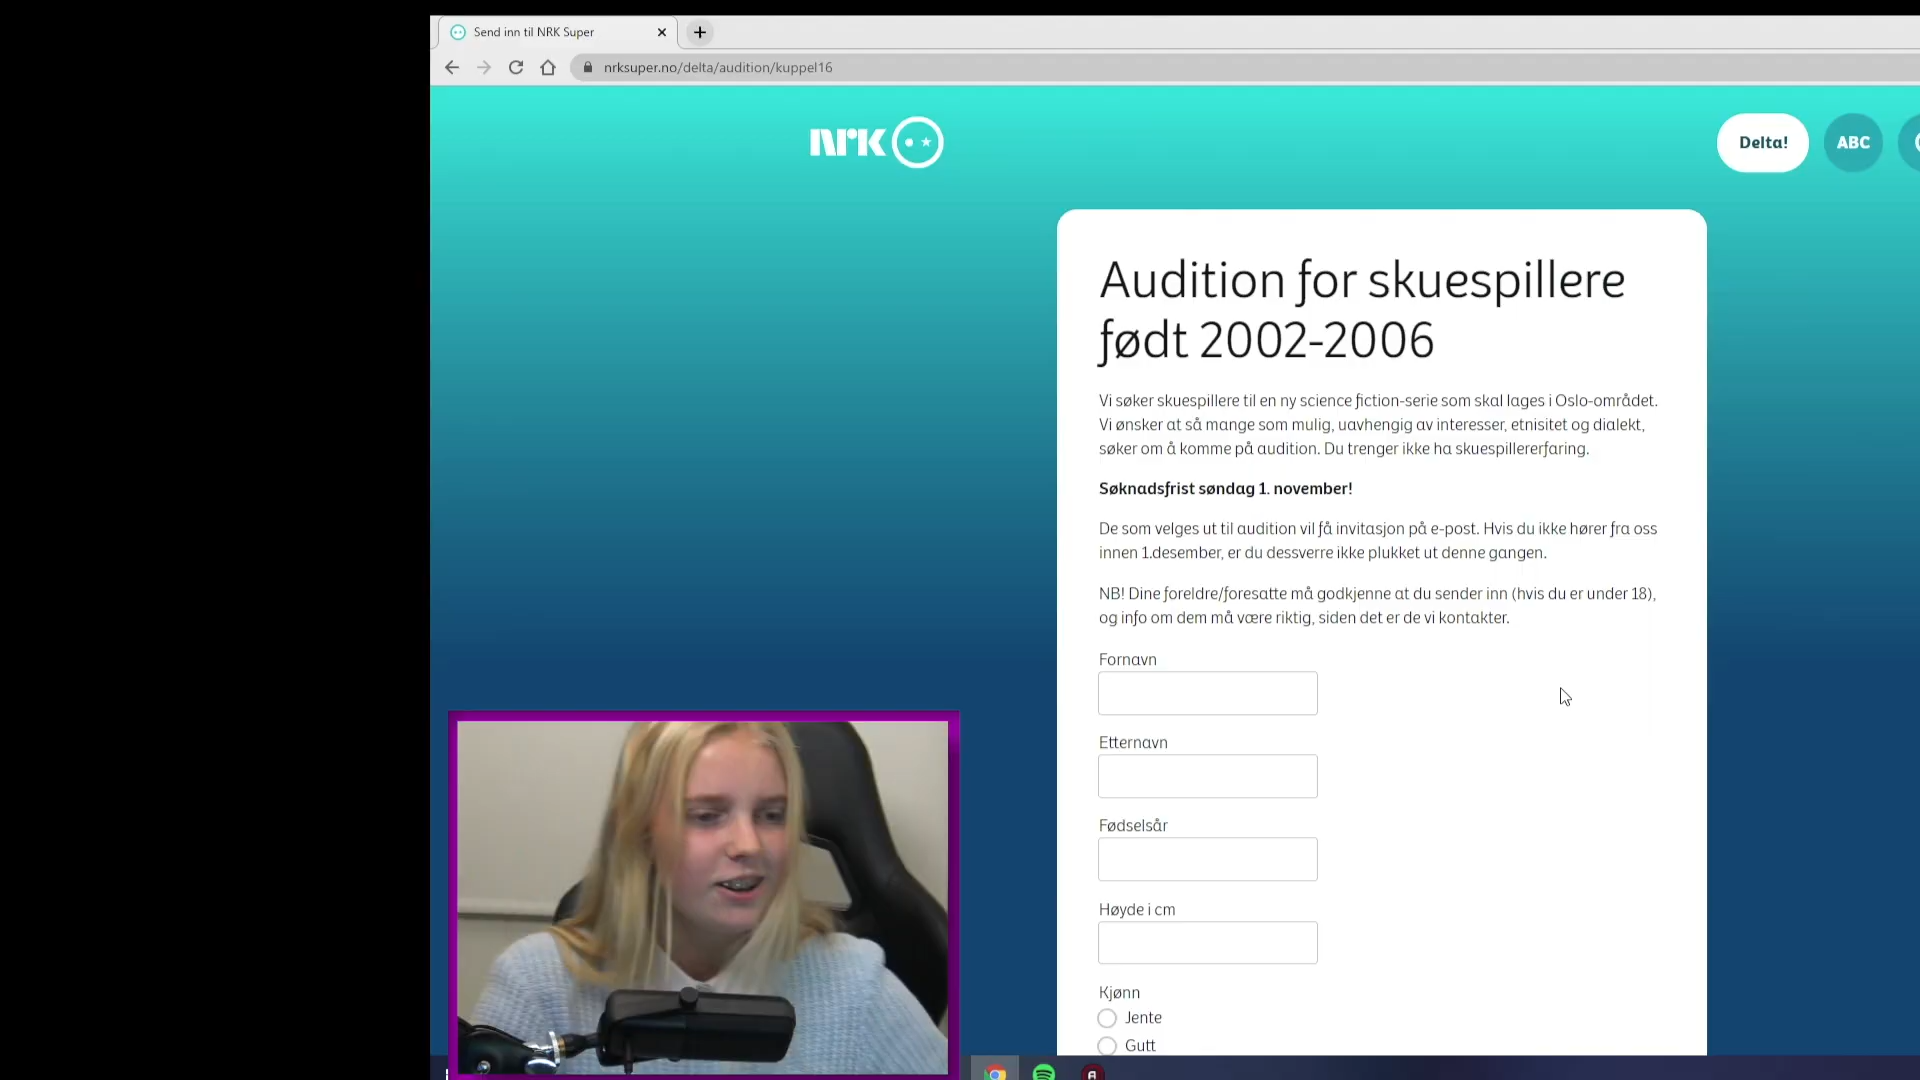 Send inn til NRK Super
nrksuper.no/delta/audition/kuppel16
nrk
Delta!
ABC
Audition for skuespillere
født 2002-2006
Vi søker skuespillere til en ny science fiction-serie som skal lages i Oslo-området.
Vi ønsker at så mange som mulig, uavhengig av interesser, etnisitet og dialekt,
søker om å komme på audition. Du trenger ikke ha skuespillererfaring.
Søknadsfrist søndag 1. november!
De som velges ut til audition vil få invitasjon på e-post. Hvis du ikke hører fra oss
innen 1.desember, er du dessverre ikke plukket ut denne gangen.
NB! Dine foreldre/foresatte må godkjenne at du sender inn (hvis du er under 18),
og info om dem må være riktig, siden det er de vi kontakter.
Fornavn
Etternavn
Fødselsår
Høyde i cm
Kjønn
Jente
Gutt